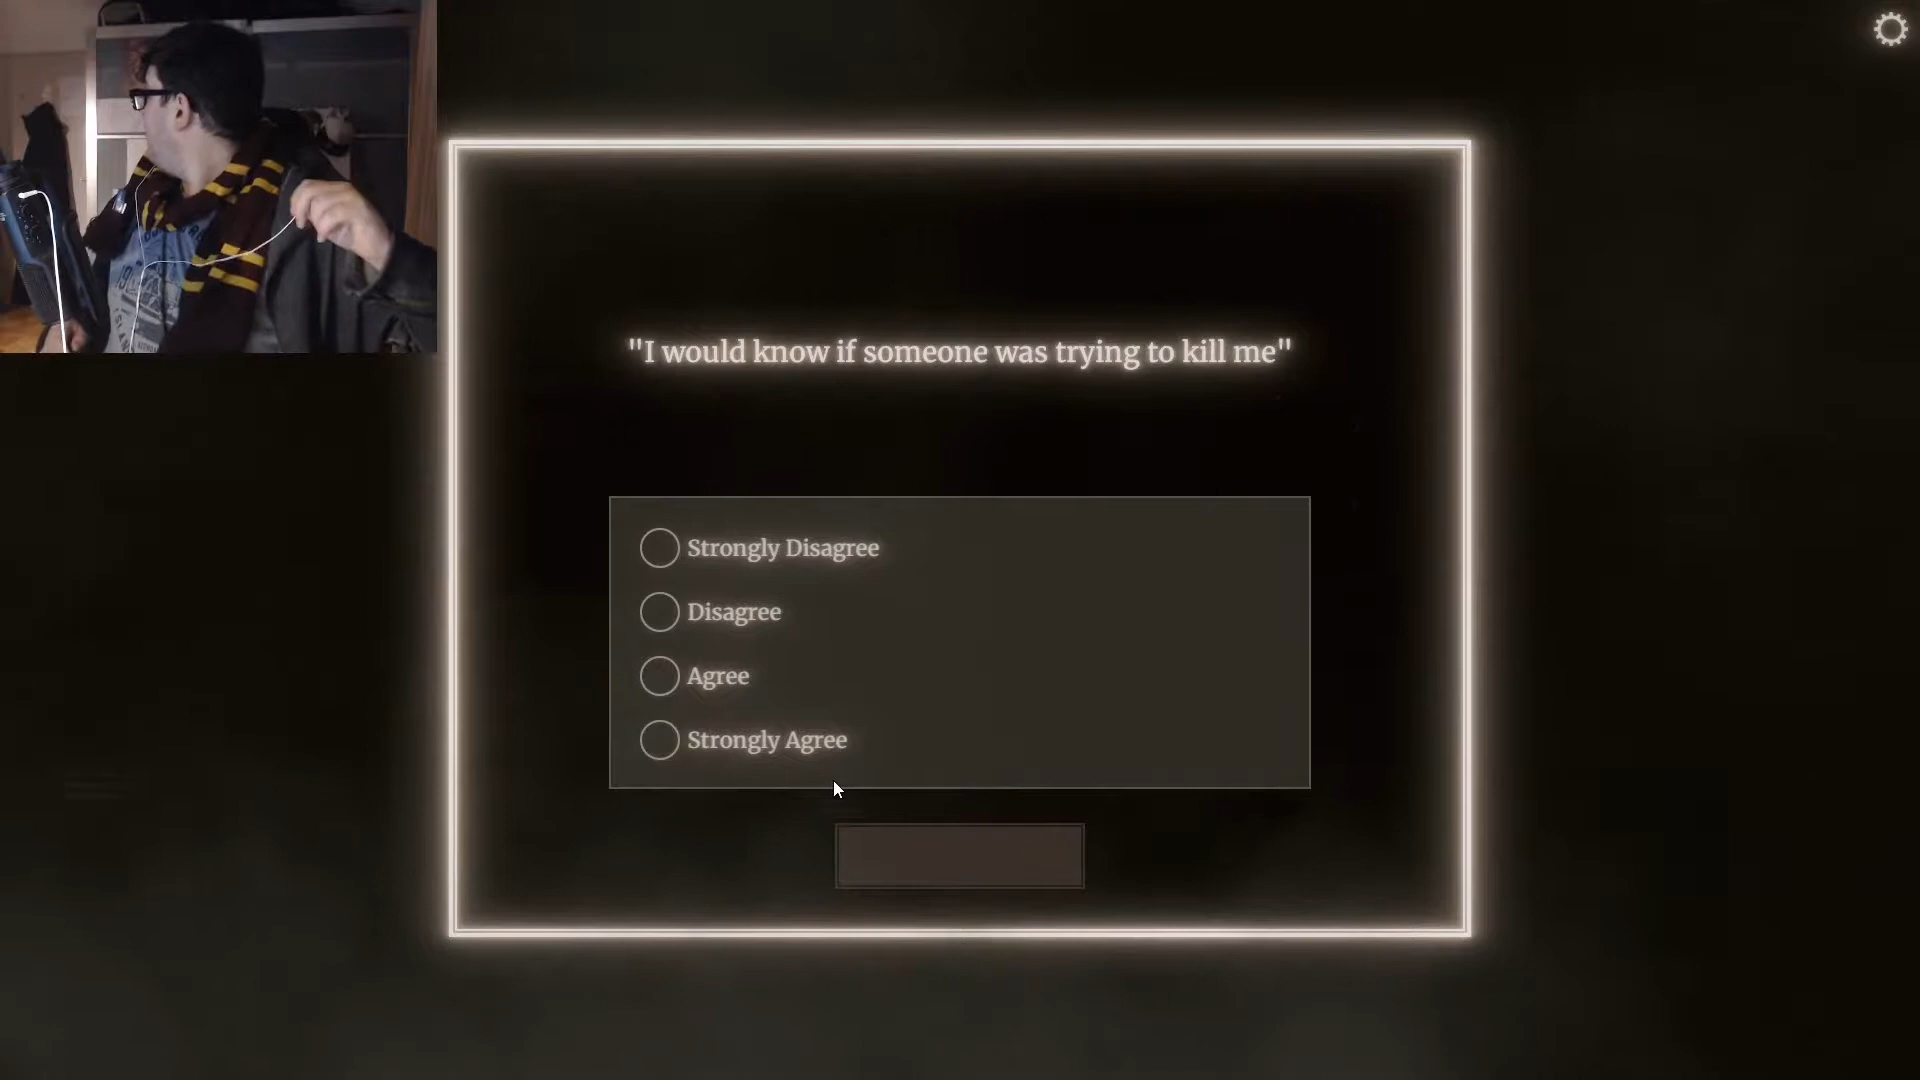 "I would know if someone was trying to kill me"
Strongly Disagree
Disagree
Agree
Strongly Agree